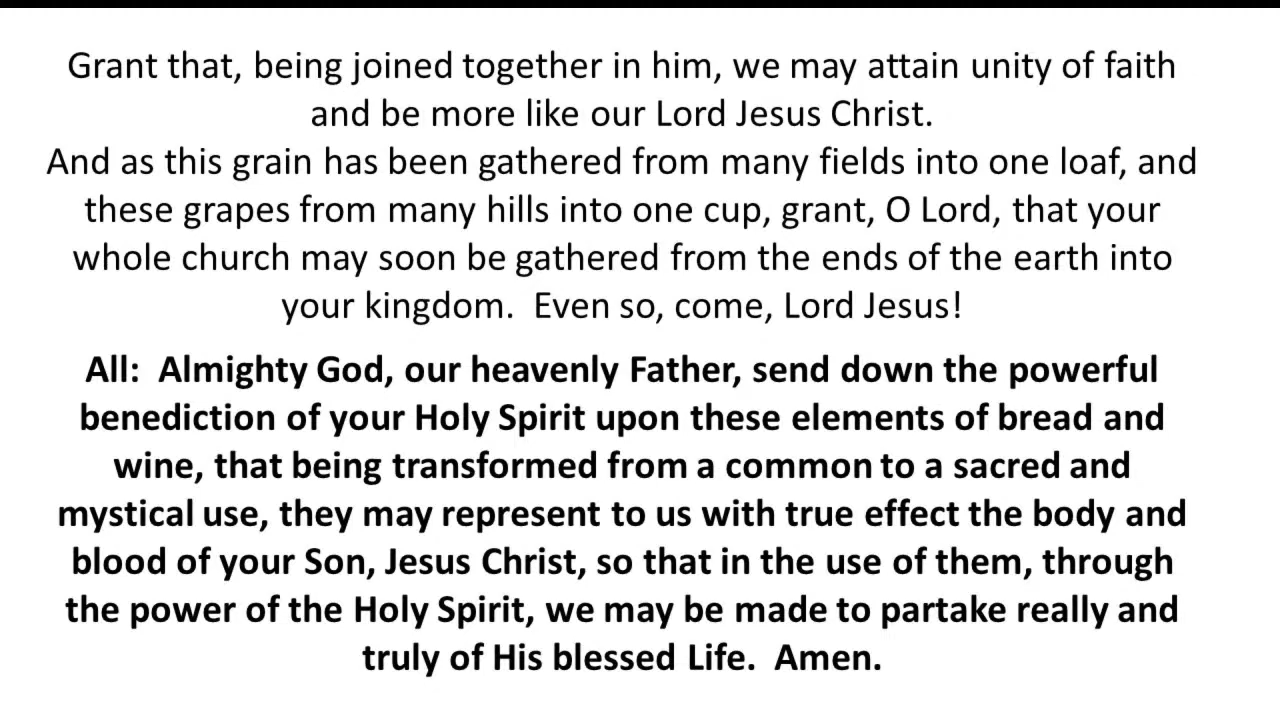 Grant that, being joined together in him, we may attain unity of faith
and be more like our Lord Jesus Christ.
And as this grain has been gathered from many fields into one loaf, and
these grapes from many hills into one cup, grant, O Lord, that your
whole church may soon be gathered from the ends of the earth into
your kingdom.  Even so, come, Lord Jesus!
All:  Almighty God, our heavenly Father, send down the powerful
benediction of your Holy Spirit upon these elements of bread and
wine, that being transformed from a common to a sacred and
mystical use, they may represent to us with true effect the body and
blood of your Son, Jesus Christ, so that in the use of them, through
the power of the Holy Spirit, we may be made to partake really and
truly of His blessed Life.  Amen.